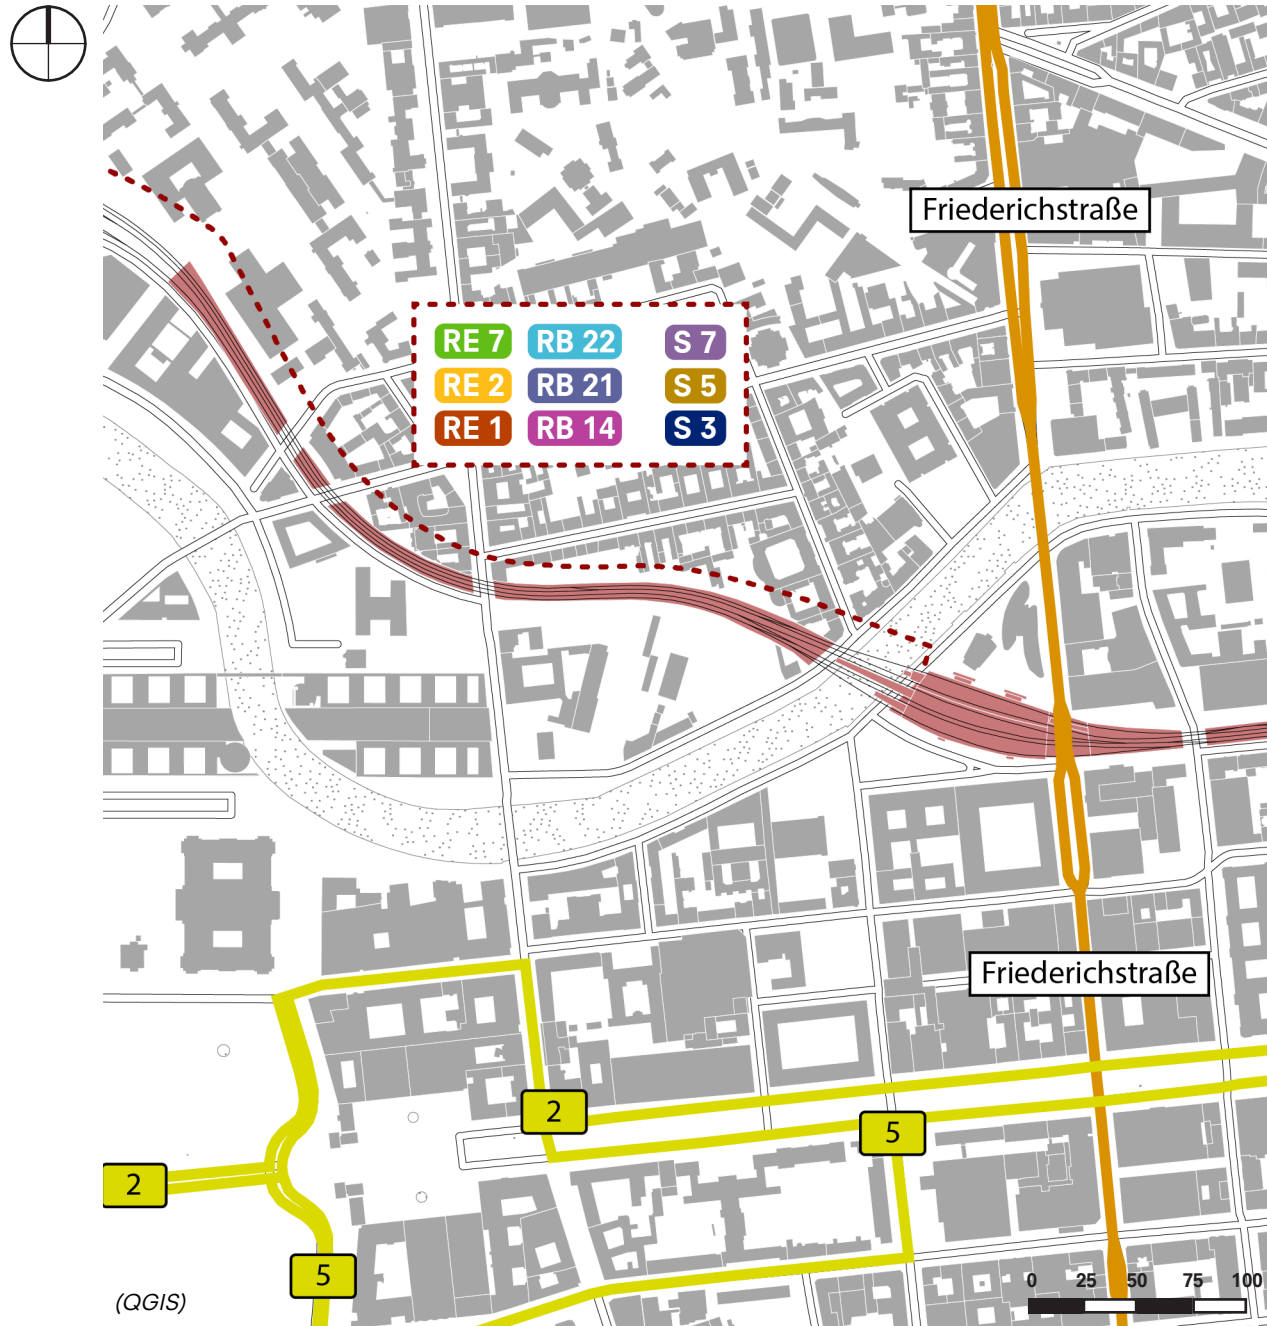 Friederichstraße
RE 7 RB 22 S 7
RE 2 RB 21 S 5
RE 1 RB 14 S 3
Friederichstraße
2
5
2
5
0 25 50 75 100
(QGIS)